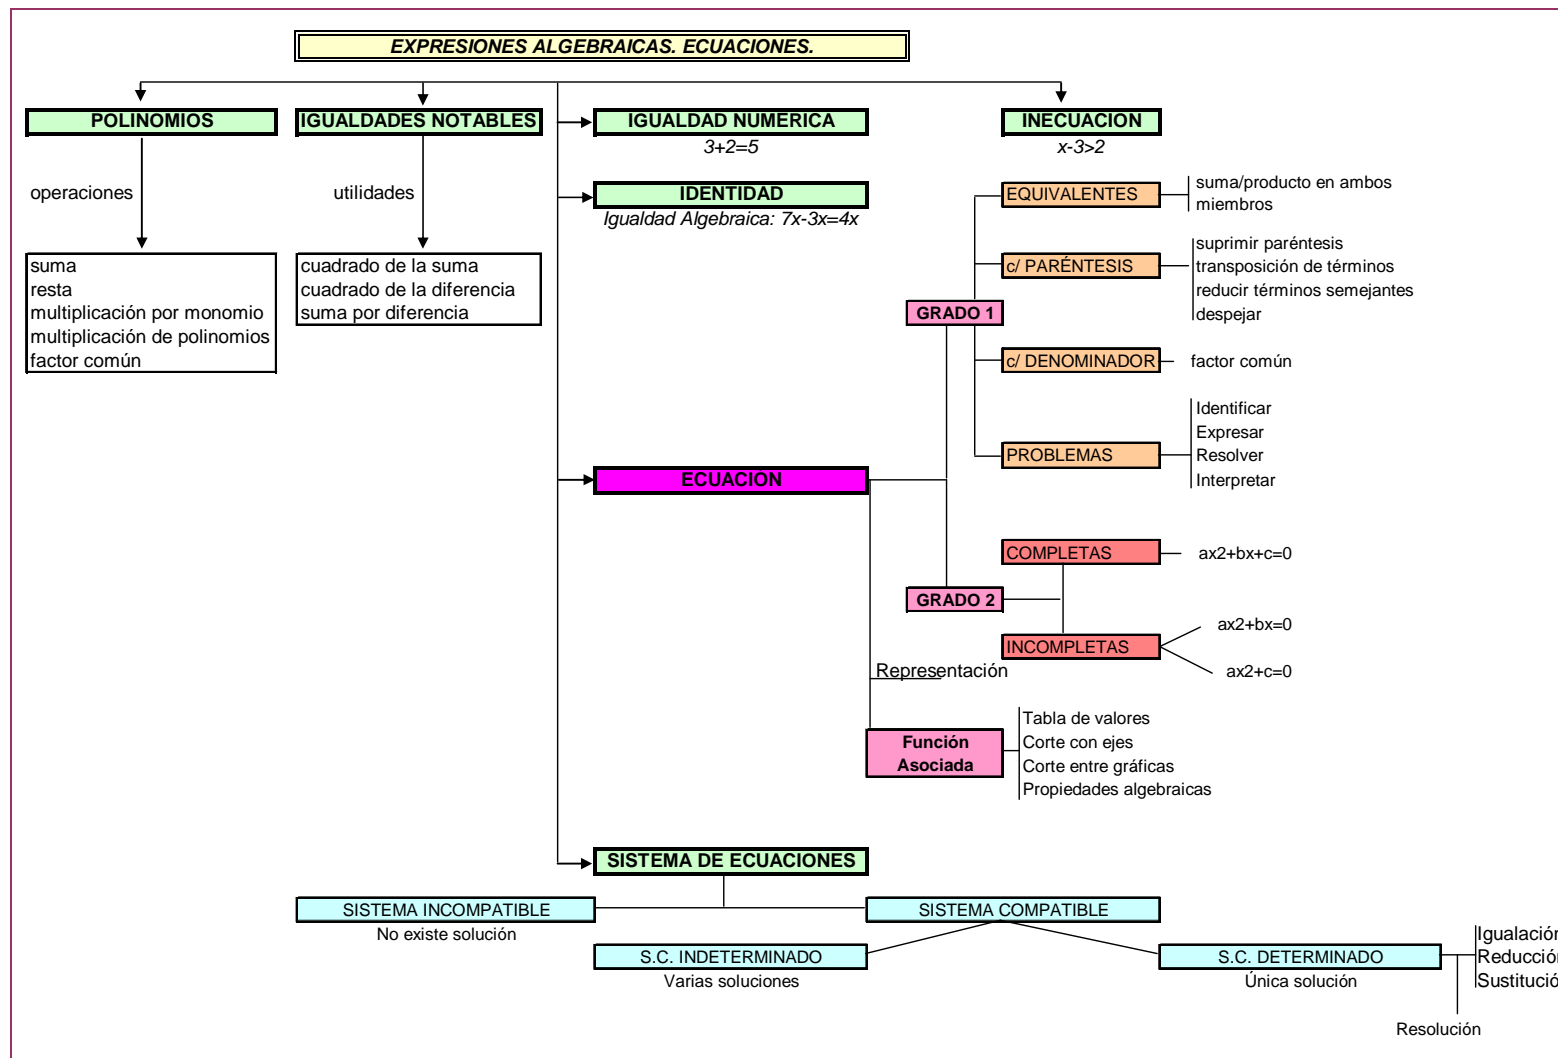 EXPRESIONES ALGEBRAICAS. ECUACIONES.
POLINOMIOS
IGUALDADES NOTABLES
IGUALDAD NUMERICA
INECUACION
3+2=5
x-3>2
operaciones
utilidades
IDENTIDAD
Igualdad Algebraica: 7x-3x=4x
EQUIVALENTES
suma/producto en ambos
miembros
suma
resta
multiplicación por monomio
multiplicación de polinomios
factor común
cuadrado de la suma
cuadrado de la diferencia
suma por diferencia
c/ PARÉNTESIS
suprimir paréntesis
transposición de términos
reducir términos semejantes
despejar
GRADO 1
c/ DENOMINADOR
factor común
PROBLEMAS
Identificar
Expresar
Resolver
Interpretar
ECUACIÓN
COMPLETAS
ax2+bx+c=0
GRADO 2
INCOMPLETAS
ax2+bx=0
ax2+c=0
Representación
Función
Asociada
Tabla de valores
Corte con ejes
Corte entre gráficas
Propiedades algebraicas
SISTEMA DE ECUACIONES
SISTEMA INCOMPATIBLE
No existe solución
SISTEMA COMPATIBLE
S.C. INDETERMINADO
Varias soluciones
S.C. DETERMINADO
Única solución
Igualación
Reducción
Sustitució
Resolución